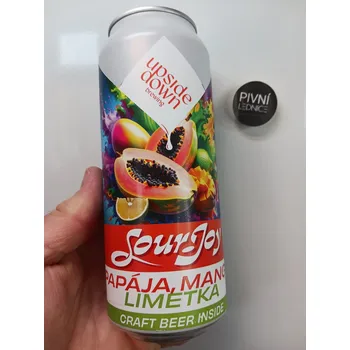 upside
down
brewing
PIVNÍ
LEDNICE
SourJoy
PAPÁJA, MANG
LIMETKA
CRAFT BEER INSIDE